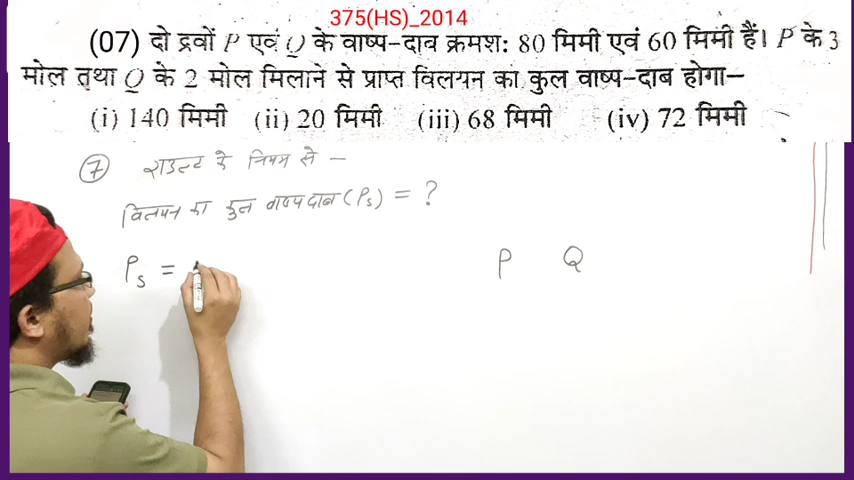 375(HS)_2014
(07) दो द्रवों P एवं Q के वाष्प-दाब क्रमश: 80 मिमी एवं 60 मिमी हैं। P के 3
मोल तथा Q के 2 मोल मिलाने से प्राप्त विलयन का कुल वाष्प-दाब होगा–
(i) 140 मिमी (ii) 20 मिमी (iii) 68 मिमी (iv) 72 मिमी
7 राउल्ट के नियम से –
विलयन का कुल वाष्पदाब (Ps) = ?
Ps =
P Q